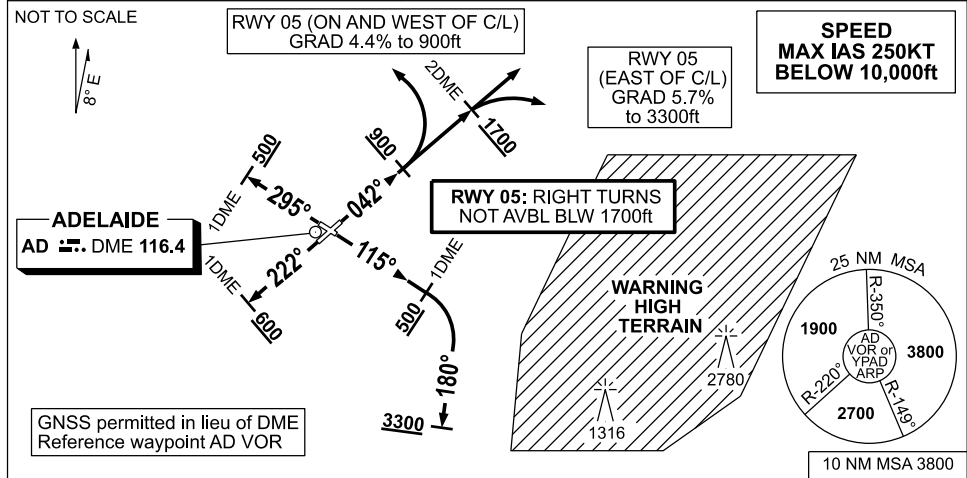 NOT TO SCALE
8° E
RWY 05 (ON AND WEST OF C/L)
GRAD 4.4% to 900ft
SPEED
MAX IAS 250KT
BELOW 10,000ft
RWY 05
(EAST OF C/L)
GRAD 5.7%
to 3300ft
2DME
1700
900
500
1DME
295°
042°
RWY 05: RIGHT TURNS
NOT AVBL BLW 1700ft
ADELAIDE
AD DME 116.4
1DME
222°
600
115°
1DME
500
180°
3300
WARNING
HIGH
TERRAIN
2780
1316
25 NM MSA
R-350°
1900
AD
VOR or
YPAD
ARP
3800
R-220°
2700
R-149°
GNSS permitted in lieu of DME
Reference waypoint AD VOR
10 NM MSA 3800